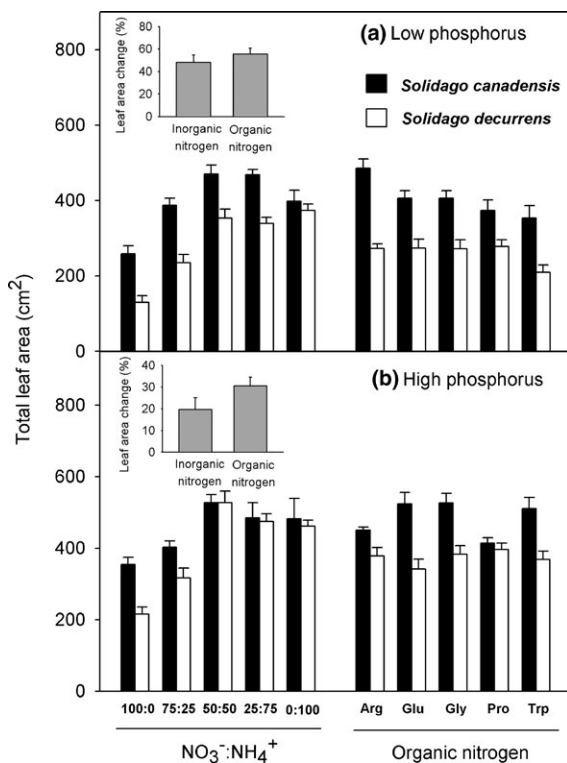 800
600
400
200
0
Leaf area change (%)
80
60
40
20
0
Inorganic nitrogen
Organic nitrogen
(a) Low phosphorus
Solidago canadensis
Solidago decurrens
Total leaf area (cm²)
800
600
400
200
0
Leaf area change (%)
40
30
20
10
0
Inorganic nitrogen
Organic nitrogen
(b) High phosphorus
100:0 75:25 50:50 25:75 0:100 Arg Glu Gly Pro Trp
NO₃⁻:NH₄⁺ Organic nitrogen